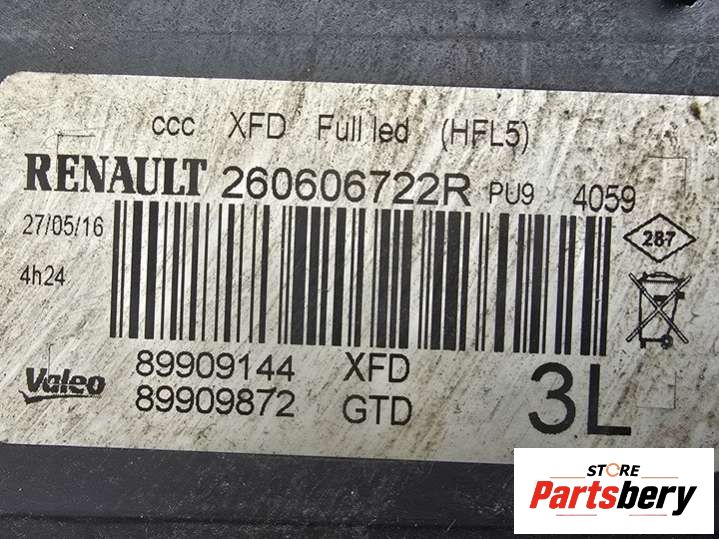 ccc XFD Full led (HFL5)
RENAULT 260606722R PU9 4059
27/05/16
287
4h24
89909144 XFD
Valeo
89909872 GTD
3L
STORE
Partsbery